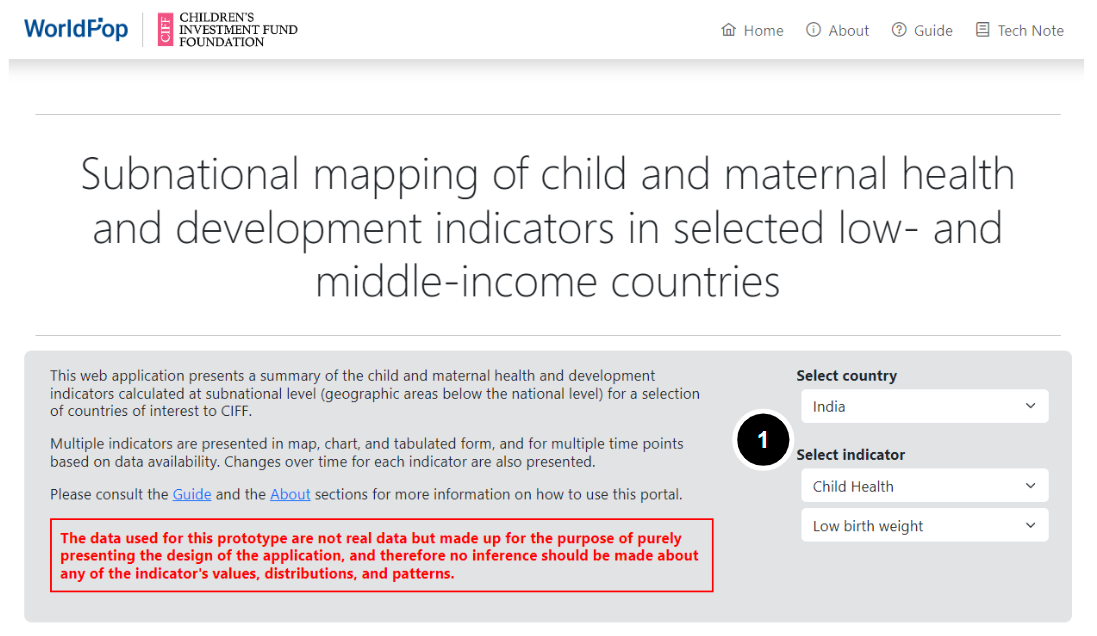 WorldPop
CIFF
CHILDREN'S
INVESTMENT FUND
FOUNDATION
Home
About
Guide
Tech Note
Subnational mapping of child and maternal health
and development indicators in selected low- and
middle-income countries
This web application presents a summary of the child and maternal health and development
indicators calculated at subnational level (geographic areas below the national level) for a selection
of countries of interest to CIFF.
Multiple indicators are presented in map, chart, and tabulated form, and for multiple time points
based on data availability. Changes over time for each indicator are also presented.
Please consult the Guide and the About sections for more information on how to use this portal.
The data used for this prototype are not real data but made up for the purpose of purely
presenting the design of the application, and therefore no inference should be made about
any of the indicator's values, distributions, and patterns.
1
Select country
India
Select indicator
Child Health
Low birth weight